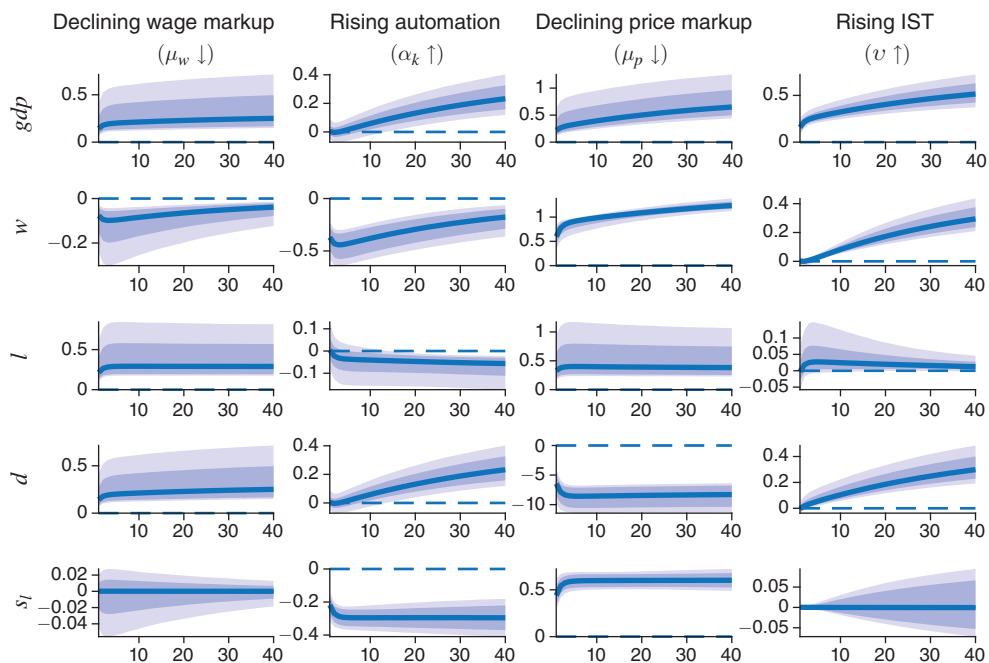 Declining wage markup Rising automation Declining price markup Rising IST
(μ_w ↓) (α_k ↑) (μ_p ↓) (υ ↑)
gdp
0.5 0 10 20 30 40
0.4 0.2 0 10 20 30 40
1 0.5 0 10 20 30 40
0.5 0 10 20 30 40
w
0 −0.2 10 20 30 40
0 −0.5 10 20 30 40
1 0.5 0 10 20 30 40
0.4 0.2 0 10 20 30 40
l
0.5 0 10 20 30 40
0.1 0 −0.1 10 20 30 40
1 0.5 0 10 20 30 40
0.1 0.05 0 −0.05 10 20 30 40
d
0.5 0 10 20 30 40
0.4 0.2 0 10 20 30 40
0 −5 −10 10 20 30 40
0.4 0.2 0 10 20 30 40
s_l
0.02 0 −0.02 −0.04 10 20 30 40
0 −0.2 −0.4 10 20 30 40
0.5 0 10 20 30 40
0.05 0 −0.05 10 20 30 40